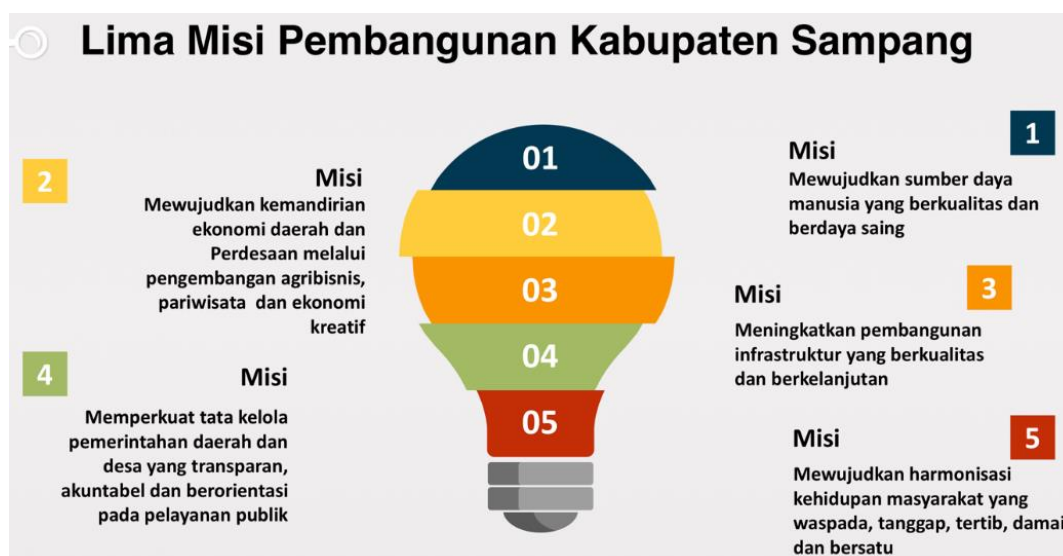 Lima Misi Pembangunan Kabupaten Sampang
1
Misi
Mewujudkan sumber daya
manusia yang berkualitas dan
berdaya saing
2
Misi
Mewujudkan kemandirian
ekonomi daerah dan
Perdesaan melalui
pengembangan agribisnis,
pariwisata dan ekonomi
kreatif
01
02
03
04
05
3
Misi
Meningkatkan pembangunan
infrastruktur yang berkualitas
dan berkelanjutan
4
Misi
Memperkuat tata kelola
pemerintahan daerah dan
desa yang transparan,
akuntabel dan berorientasi
pada pelayanan publik
5
Misi
Mewujudkan harmonisasi
kehidupan masyarakat yang
waspada, tanggap, tertib, damai
dan bersatu